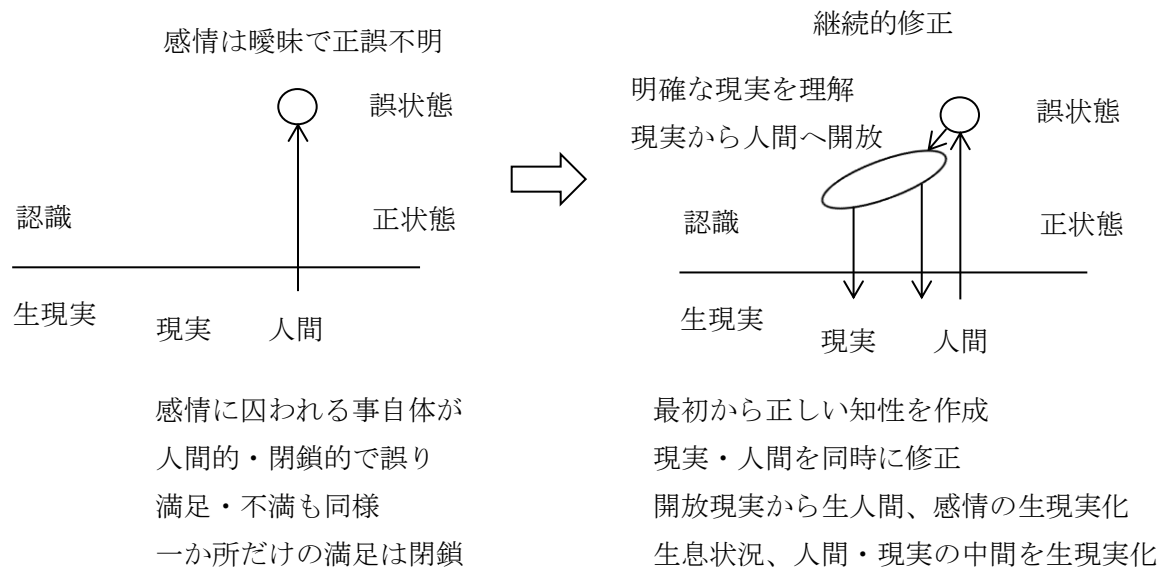 感情は曖昧で正誤不明
誤状態
認識
正状態
生現実
現実
人間
感情に囚われる事自体が
人間的・閉鎖的で誤り
満足・不満も同様
一か所だけの満足は閉鎖
継続的修正
明確な現実を理解
現実から人間へ開放
誤状態
認識
正状態
生現実
現実
人間
最初から正しい知性を作成
現実・人間を同時に修正
開放現実から生人間、感情の生現実化
生息状況、人間・現実の中間を生現実化